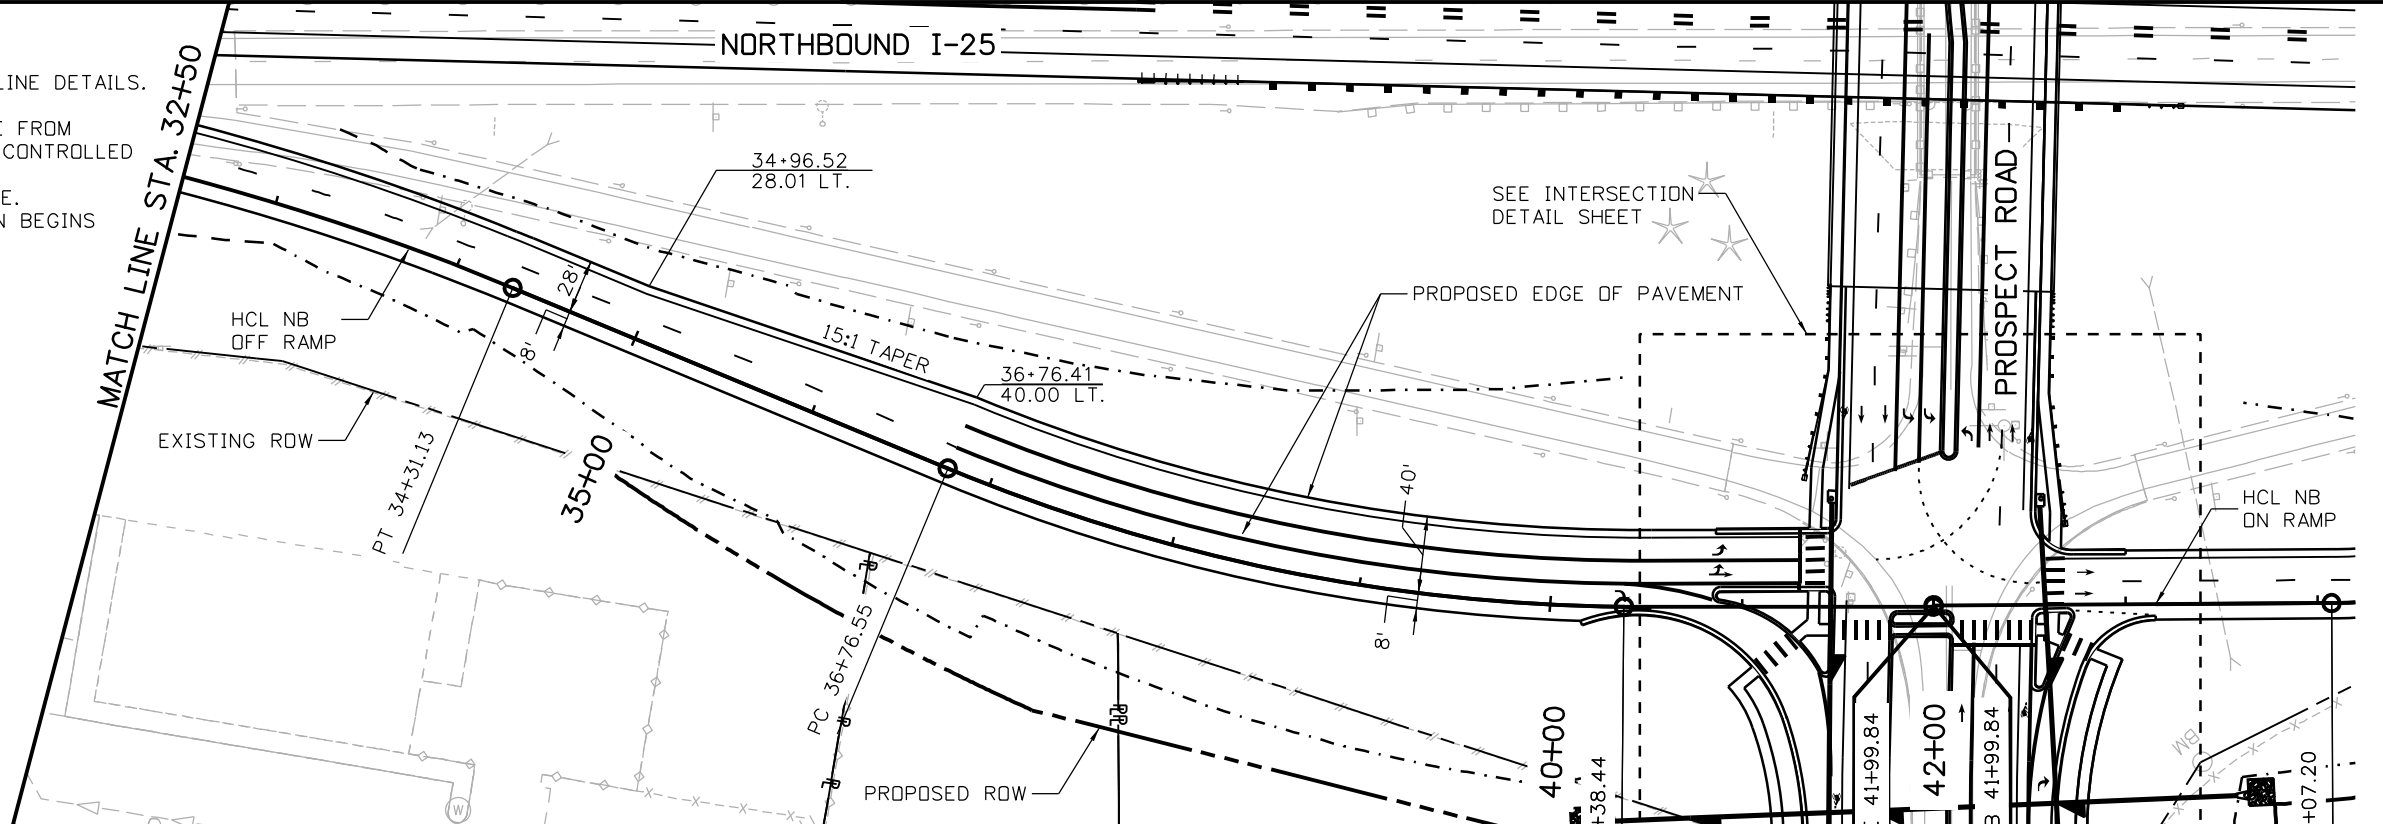 NORTHBOUND I-25
LINE DETAILS.
FROM
CONTROLLED
E.
BEGINS
MATCH LINE STA. 32+50
34+96.52
28.01 LT.
SEE INTERSECTION
DETAIL SHEET
PROSPECT ROAD
PROPOSED EDGE OF PAVEMENT
HCL NB
OFF RAMP
28'
8'
15:1 TAPER
36+76.41
40.00 LT.
EXISTING ROW
PT 34+31.13
35+00
40'
8'
HCL NB
ON RAMP
PC 36+76.55
PROPOSED ROW
40+00
+38.44
41+99.84
42+00
41+99.84
BM
+07.20
W